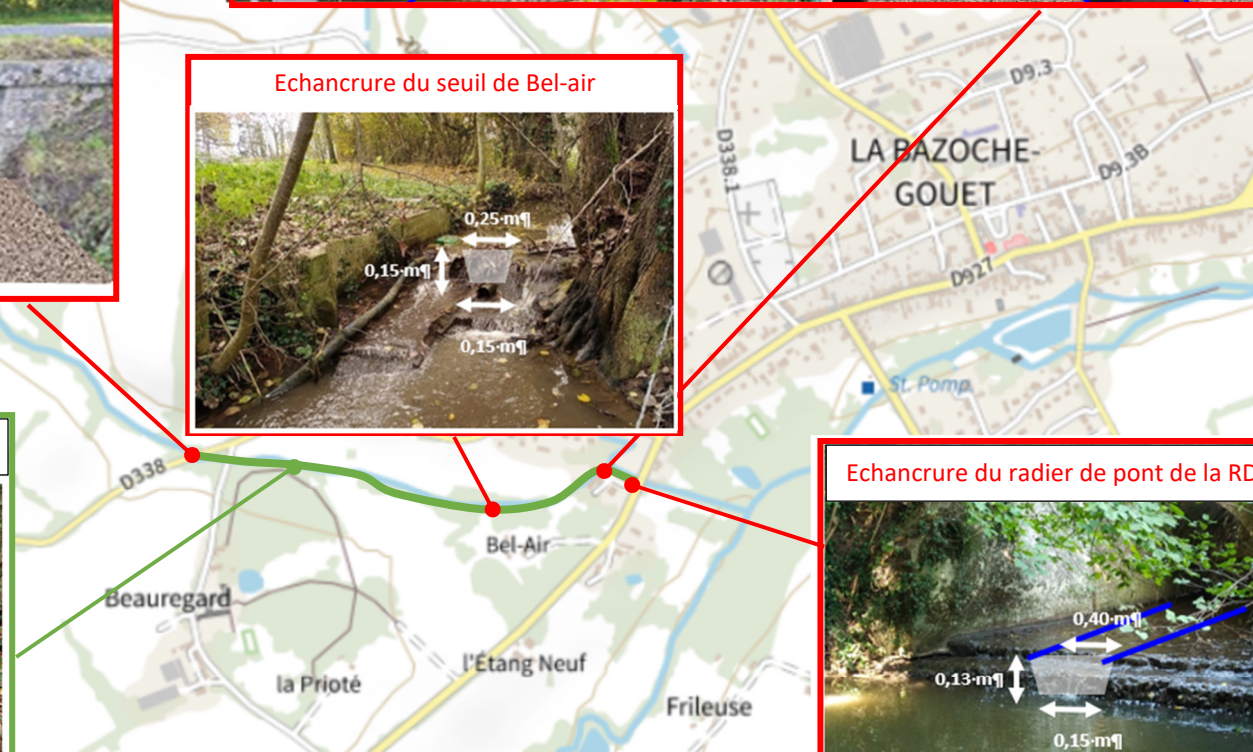 Echancrure du seuil de Bel-air
0,25·m¶
0,15·m¶
0,15·m¶
D9.3
D338.1
LA BAZOCHE-
GOUET
D9.3B
D927
St. Pomp.
D338
Bel-Air
Beauregard
l'Étang Neuf
la Prioté
Frileuse
Echancrure du radier de pont de la RD
0,40·m¶
0,13·m¶
0,15·m¶